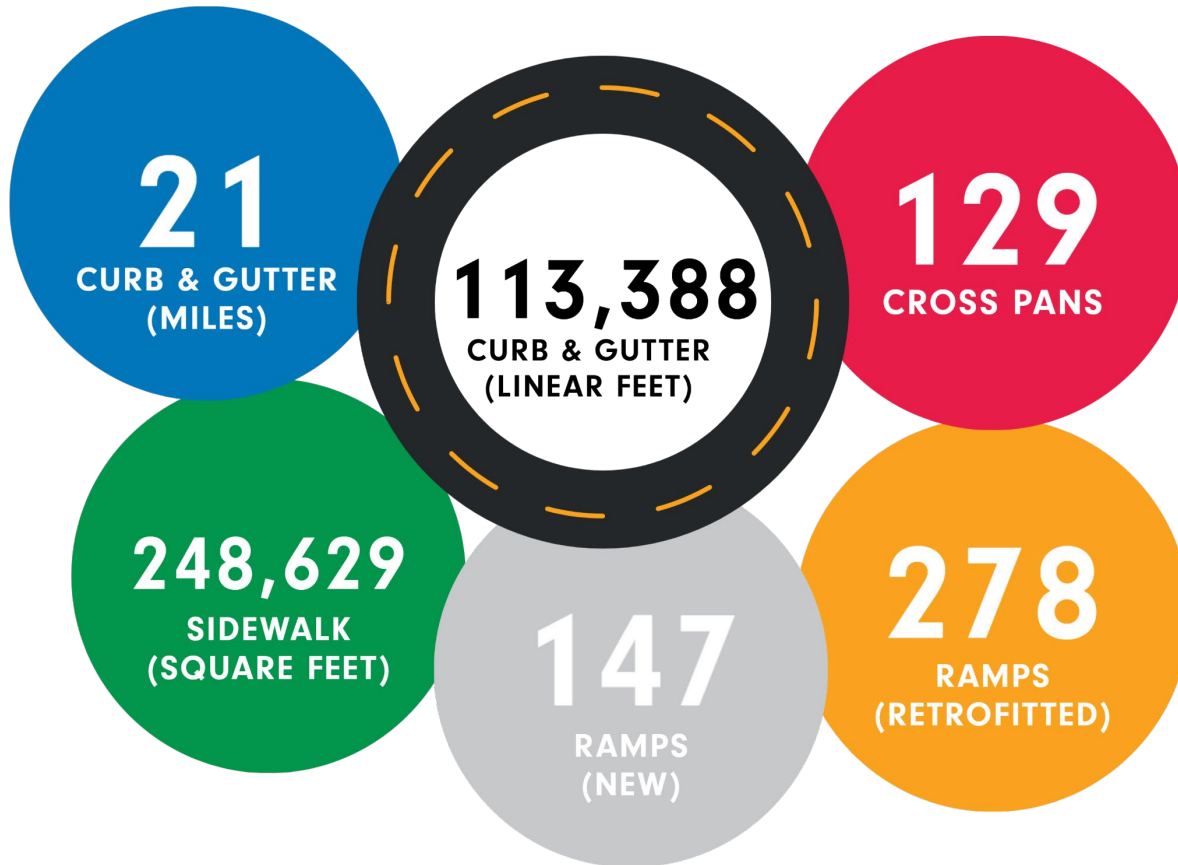 21
CURB & GUTTER
(MILES)
113,388
CURB & GUTTER
(LINEAR FEET)
129
CROSS PANS
248,629
SIDEWALK
(SQUARE FEET)
147
RAMPS
(NEW)
278
RAMPS
(RETROFITTED)